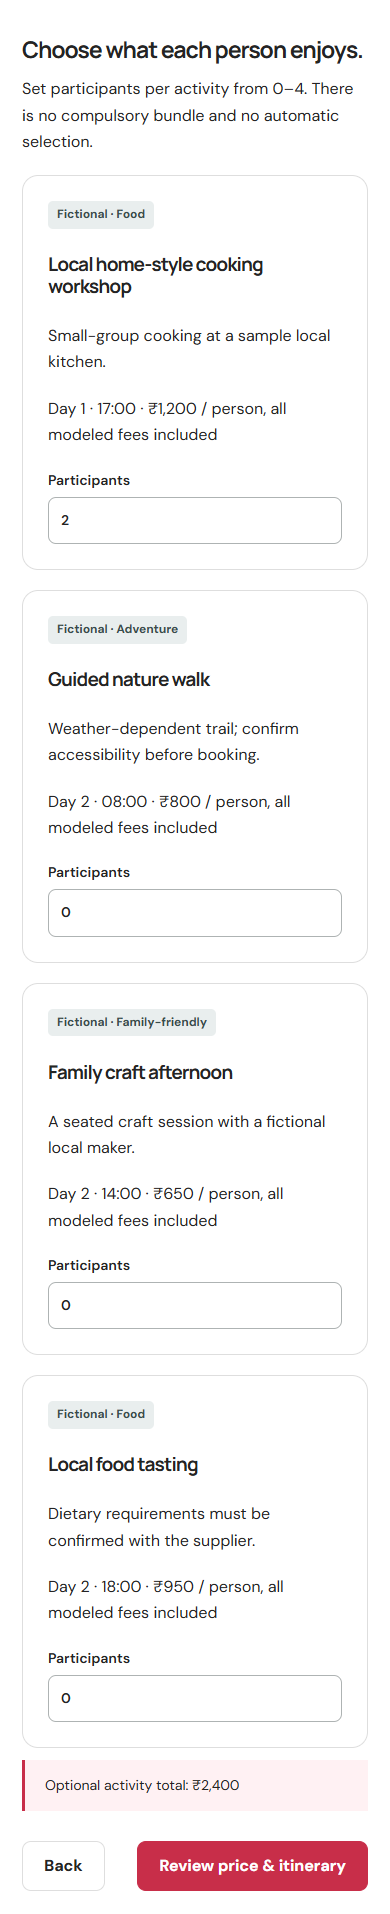 Choose what each person enjoys.
Set participants per activity from 0–4. There
is no compulsory bundle and no automatic
selection.
Fictional · Food
Local home-style cooking
workshop
Small-group cooking at a sample local
kitchen.
Day 1 · 17:00 · ₹1,200 / person, all
modeled fees included
Participants
2
Fictional · Adventure
Guided nature walk
Weather-dependent trail; confirm
accessibility before booking.
Day 2 · 08:00 · ₹800 / person, all
modeled fees included
Participants
0
Fictional · Family-friendly
Family craft afternoon
A seated craft session with a fictional
local maker.
Day 2 · 14:00 · ₹650 / person, all
modeled fees included
Participants
0
Fictional · Food
Local food tasting
Dietary requirements must be
confirmed with the supplier.
Day 2 · 18:00 · ₹950 / person, all
modeled fees included
Participants
0
Optional activity total: ₹2,400
Back
Review price & itinerary